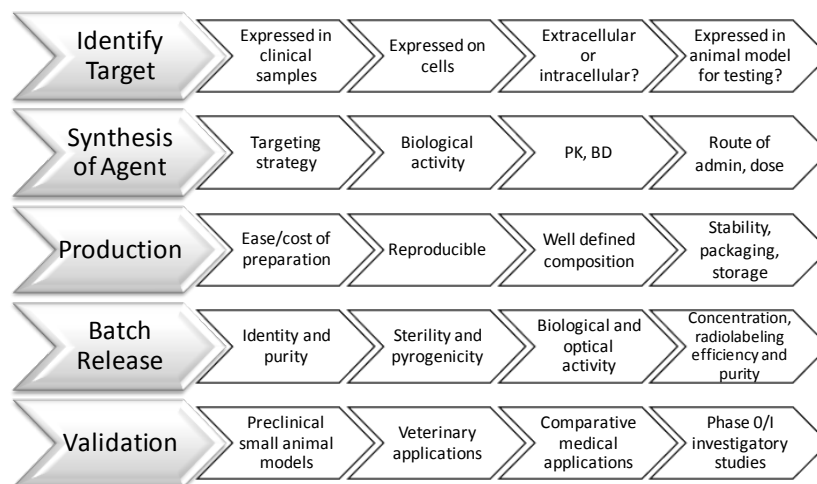 Identify
Target
Expressed in
clinical
samples
Expressed on
cells
Extracellular
or
intracellular?
Expressed in
animal model
for testing?
Synthesis
of Agent
Targeting
strategy
Biological
activity
PK, BD
Route of
admin, dose
Production
Ease/cost of
preparation
Reproducible
Well defined
composition
Stability,
packaging,
storage
Batch
Release
Identity and
purity
Sterility and
pyrogenicity
Biological and
optical
activity
Concentration,
radiolabeling
efficiency and
purity
Validation
Preclinical
small animal
models
Veterinary
applications
Comparative
medical
applications
Phase 0/I
investigatory
studies